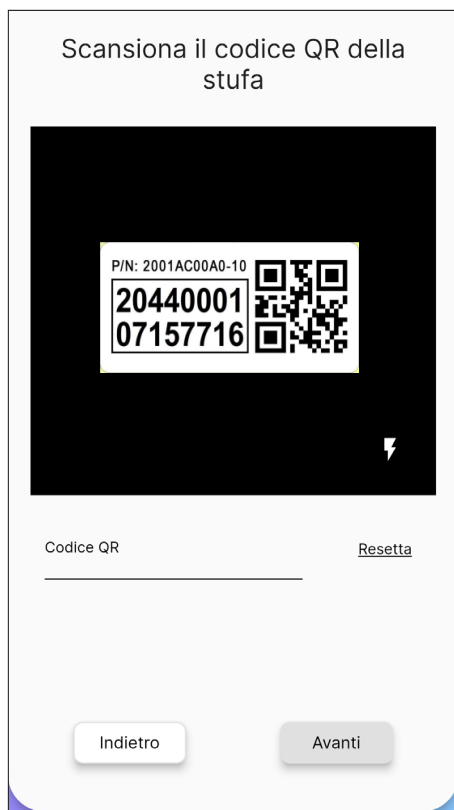 Scansiona il codice QR della
stufa
P/N: 2001AC00A0-10
20440001
07157716
Codice QR
Resetta
Indietro
Avanti